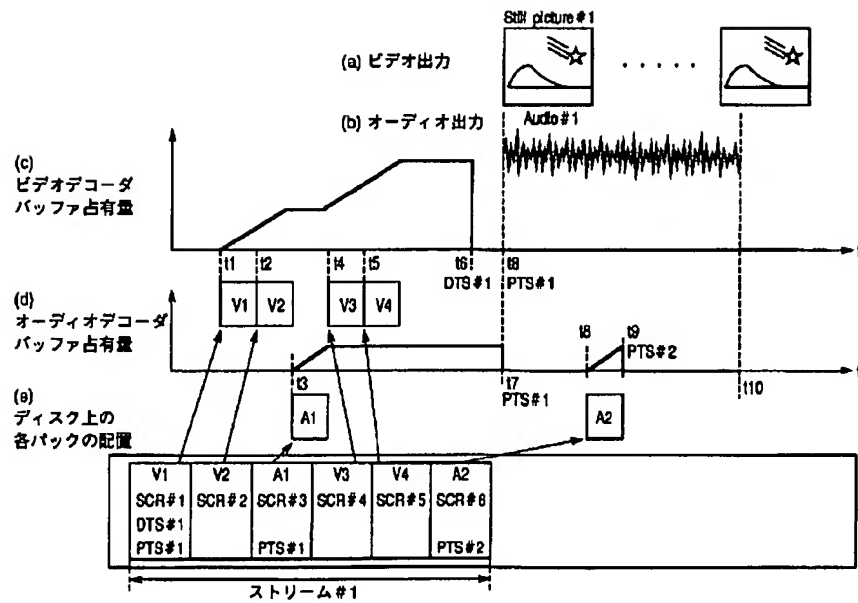 Still picture #1
(a) ビデオ出力
.....
(b) オーディオ出力
Audio #1
(c)
ビデオデコーダ
バッファ占有量
t
t1 t2 t4 t5 t6 t8
DTS#1 PTS#1
(d)
オーディオデコーダ
バッファ占有量
V1 V2 V3 V4
t8 t9
PTS#2
t
t3 t7 t10
PTS#1
(e)
ディスク上の
各パックの配置
A1 A2
V1 V2 A1 V3 V4 A2
SCR#1 SCR#2 SCR#3 SCR#4 SCR#5 SCR#6
DTS#1
PTS#1 PTS#1 PTS#2
ストリーム#1